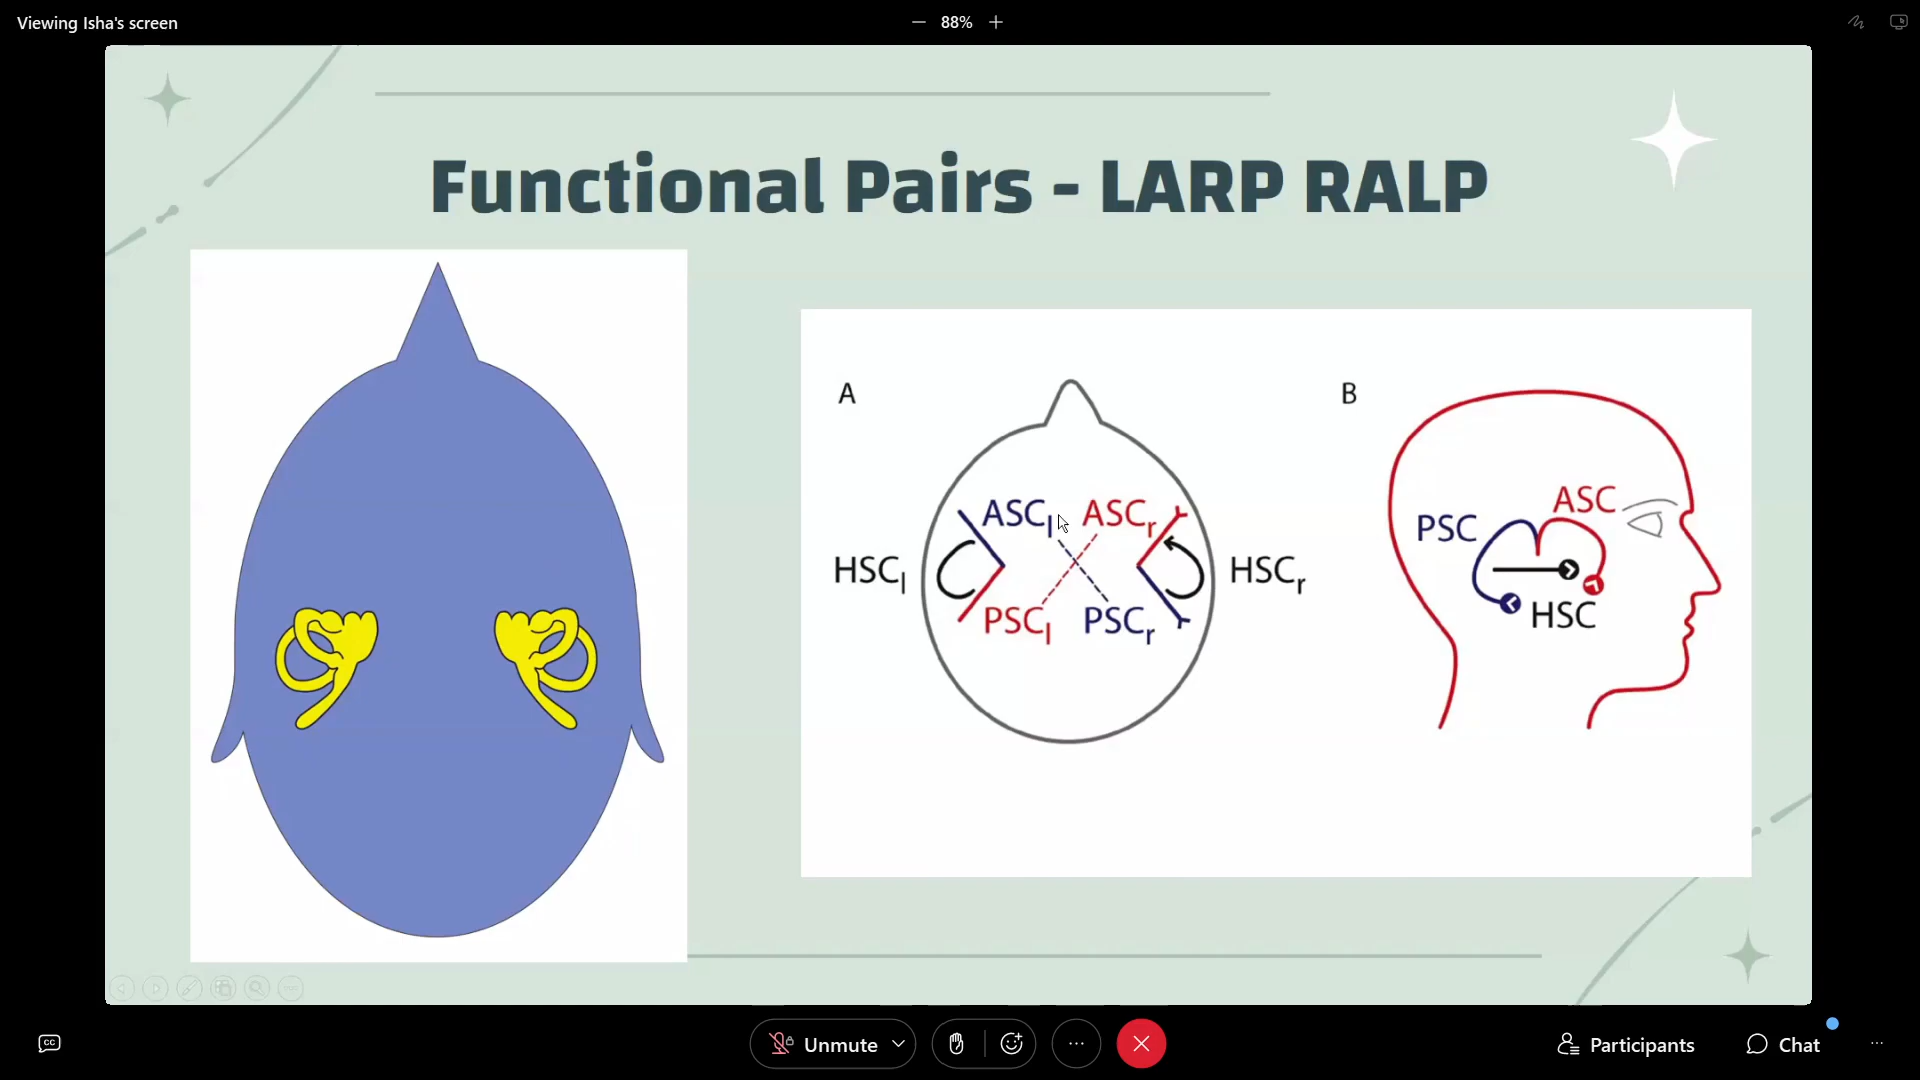 Viewing Isha's screen
88%
Functional Pairs - LARP RALP
A
B
ASCl
ASCr
HSCl
HSCr
PSCl
PSCr
ASC
PSC
HSC
CC
Unmute
Participants
Chat